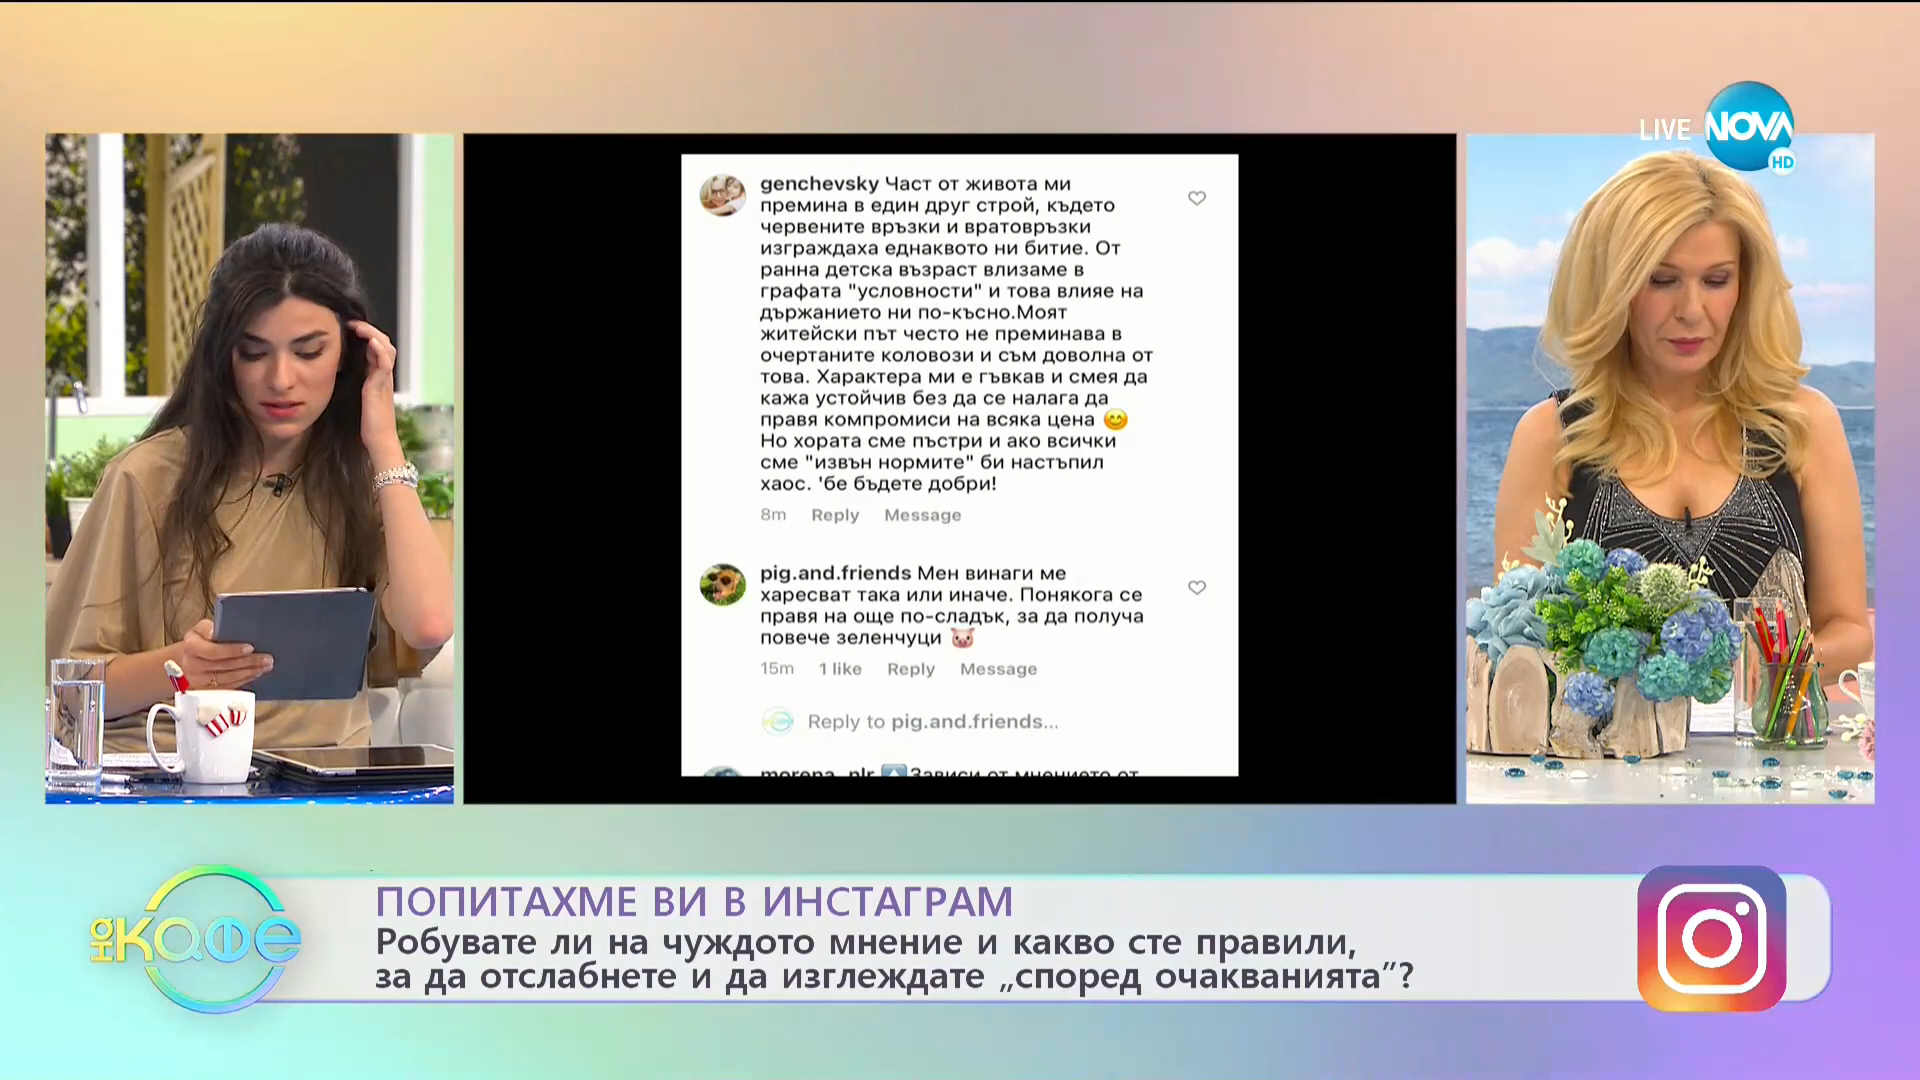 LIVE NOVA
HD
genchevsky Част от живота ми
премина в един друг строй, където
червените връзки и вратовръзки
изграждаха еднаквото ни битие. От
ранна детска възраст влизаме в
графата "условности" и това влияе на
държанието ни по-късно.Моят
житейски път често не преминава в
очертаните коловози и съм доволна от
това. Характера ми е гъвкав и смея да
кажа устойчив без да се налага да
правя компромиси на всяка цена 😊
Но хората сме пъстри и ако всички
сме "извън нормите" би настъпил
хаос. 'бе бъдете добри!
8m Reply Message
pig.and.friends Мен винаги ме
харесват така или иначе. Понякога се
правя на още по-сладък, за да получа
повече зеленчуци 🐷
15m 1 like Reply Message
Reply to pig.and.friends...
morena_plr ⬆️Зависи от мнението от
на кафе
ПОПИТАХМЕ ВИ В ИНСТАГРАМ
Робувате ли на чуждото мнение и какво сте правили,
за да отслабнете и да изглеждате „според очакванията”?